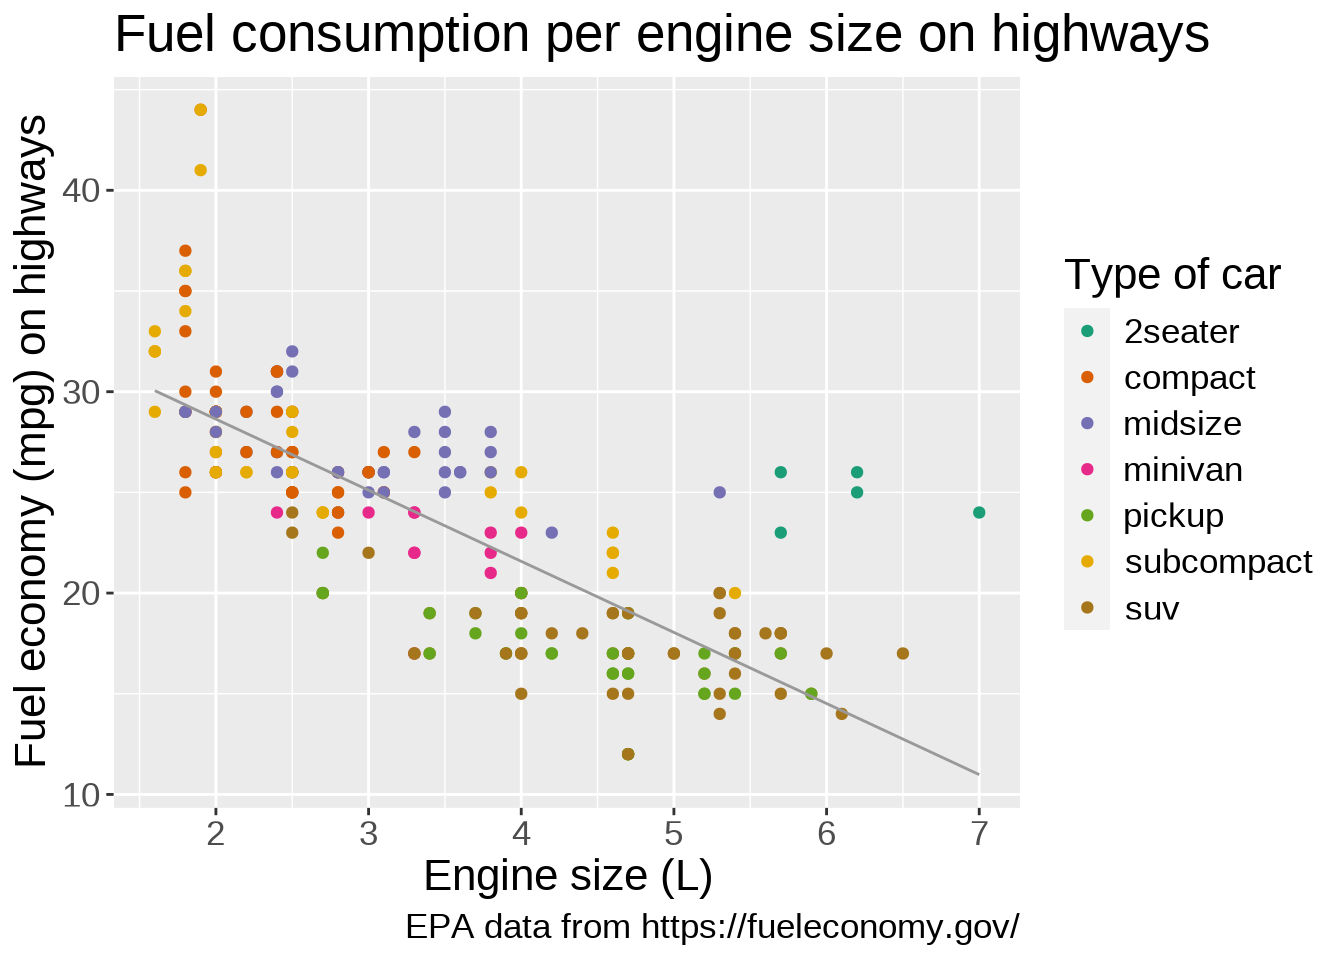 Fuel consumption per engine size on highways
Fuel economy (mpg) on highways
40
30
20
10
2 3 4 5 6 7
Engine size (L)
EPA data from https://fueleconomy.gov/
Type of car
2seater
compact
midsize
minivan
pickup
subcompact
suv